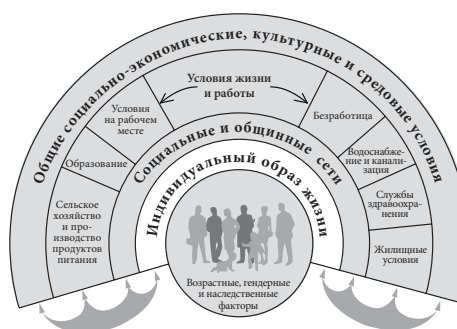 Общие социально-экономические, культурные и средовые условия
Условия жизни
и работы
Условия
на рабочем
месте
Безработица
Образование
Водоснабже-
ние и канали-
зация
Социальные и общинные сети
Индивидуальный образ жизни
Сельское
хозяйство
и про-
изводство
продуктов
питания
Службы
здравоохра-
нения
Жилищные
условия
Возрастные, гендерные
и наследственные
факторы